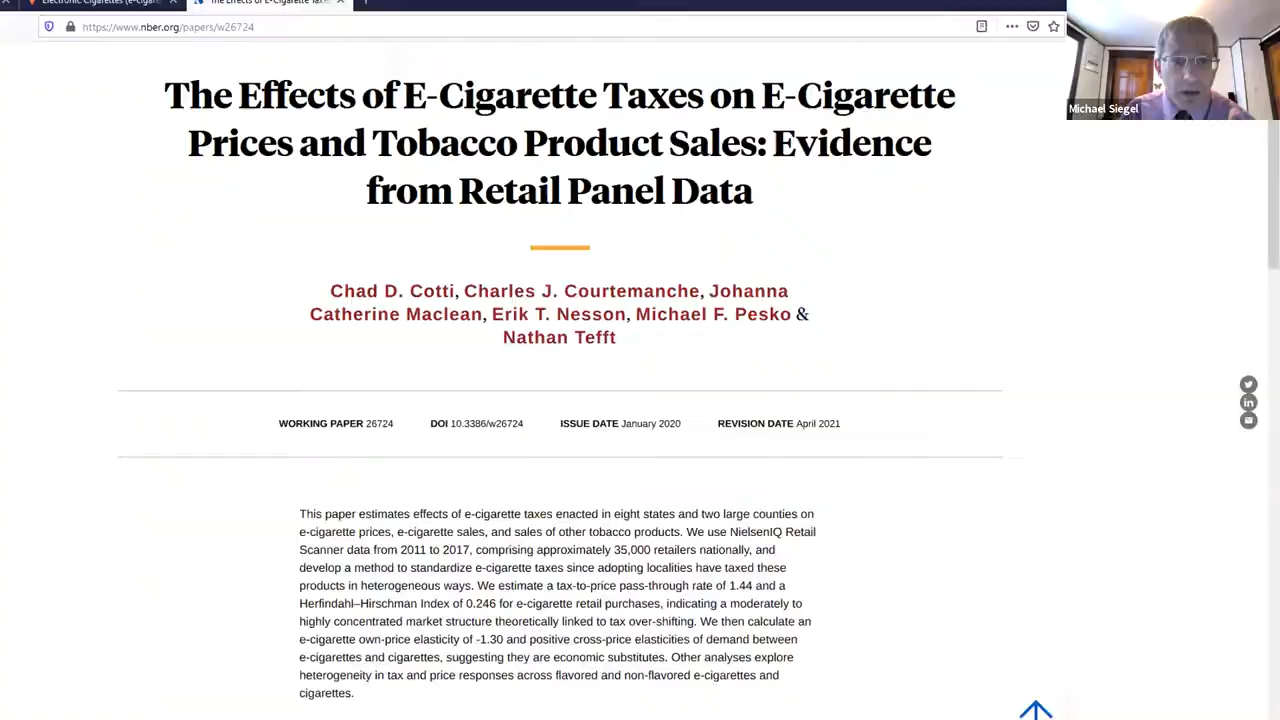 Electronic Cigarettes (e-Cigare
The Effects of E-Cigarette Taxe
https://www.nber.org/papers/w26724
Michael Siegel
The Effects of E-Cigarette Taxes on E-Cigarette
Prices and Tobacco Product Sales: Evidence
from Retail Panel Data
Chad D. Cotti, Charles J. Courtemanche, Johanna
Catherine Maclean, Erik T. Nesson, Michael F. Pesko &
Nathan Tefft
WORKING PAPER 26724 DOI 10.3386/w26724 ISSUE DATE January 2020 REVISION DATE April 2021
This paper estimates effects of e-cigarette taxes enacted in eight states and two large counties on
e-cigarette prices, e-cigarette sales, and sales of other tobacco products. We use NielsenIQ Retail
Scanner data from 2011 to 2017, comprising approximately 35,000 retailers nationally, and
develop a method to standardize e-cigarette taxes since adopting localities have taxed these
products in heterogeneous ways. We estimate a tax-to-price pass-through rate of 1.44 and a
Herfindahl–Hirschman Index of 0.246 for e-cigarette retail purchases, indicating a moderately to
highly concentrated market structure theoretically linked to tax over-shifting. We then calculate an
e-cigarette own-price elasticity of -1.30 and positive cross-price elasticities of demand between
e-cigarettes and cigarettes, suggesting they are economic substitutes. Other analyses explore
heterogeneity in tax and price responses across flavored and non-flavored e-cigarettes and
cigarettes.